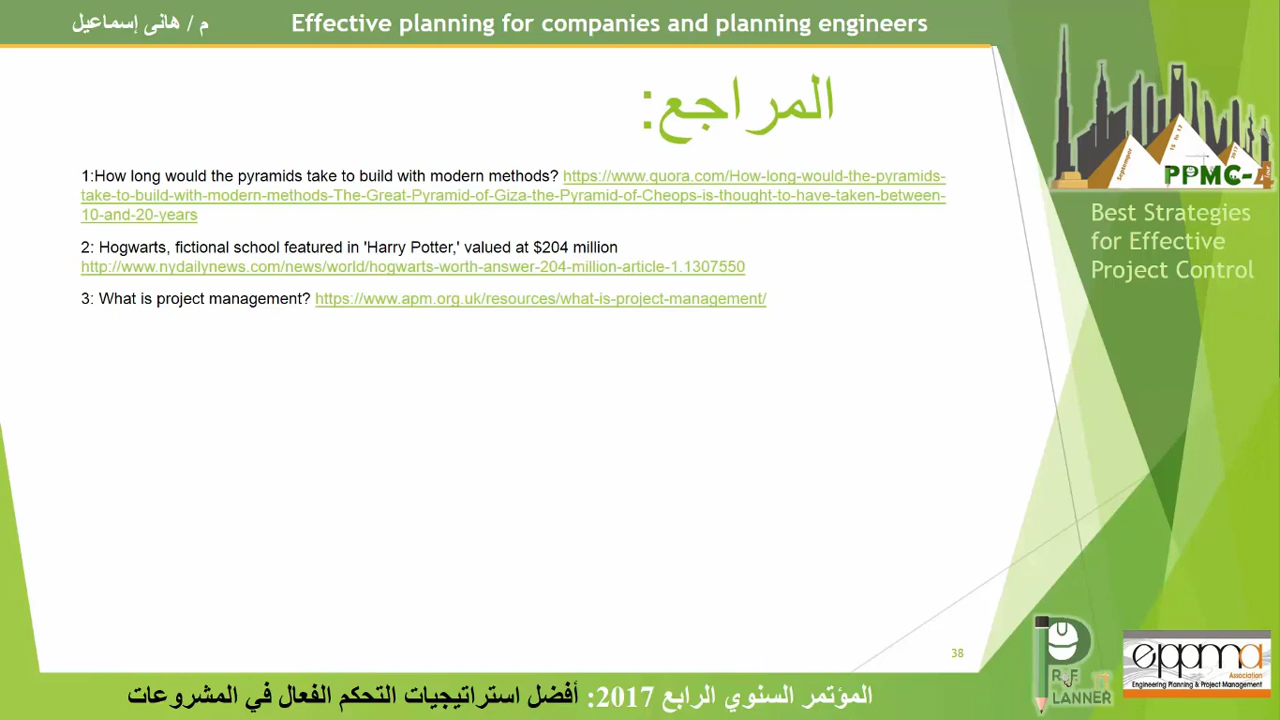 م / هانى إسماعيل
Effective planning for companies and planning engineers
المراجع:
1:How long would the pyramids take to build with modern methods? https://www.quora.com/How-long-would-the-pyramids-
take-to-build-with-modern-methods-The-Great-Pyramid-of-Giza-the-Pyramid-of-Cheops-is-thought-to-have-taken-between-
10-and-20-years
2: Hogwarts, fictional school featured in 'Harry Potter,' valued at $204 million
http://www.nydailynews.com/news/world/hogwarts-worth-answer-204-million-article-1.1307550
3: What is project management? https://www.apm.org.uk/resources/what-is-project-management/
September
15 to 17
2017
PPMC-4
Best Strategies
for Effective
Project Control
38
P
LANNER
eppma
Association
Engineering Planning & Project Management
المؤتمر السنوي الرابع 2017: أفضل استراتيجيات التحكم الفعال في المشروعات